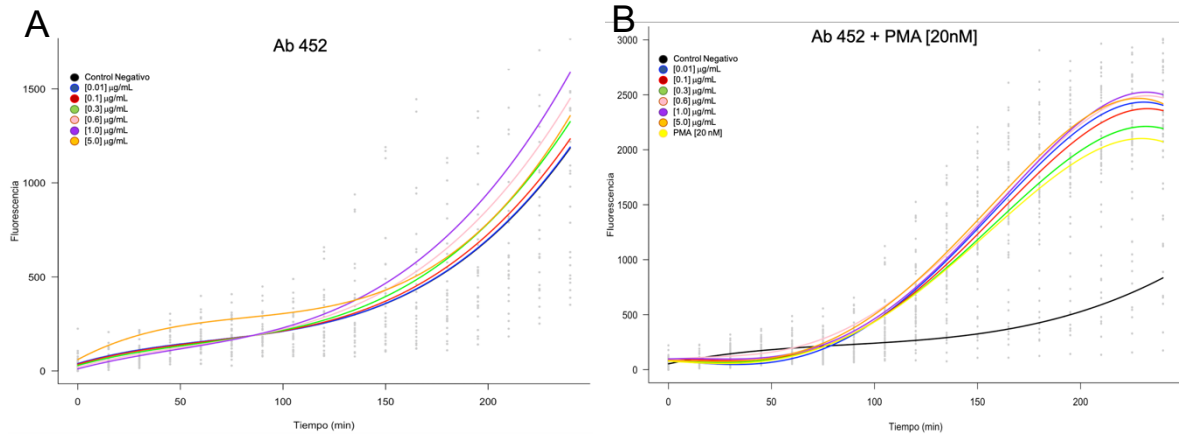 A
Ab 452
Control Negativo
[0.01] µg/mL
[0.1] µg/mL
[0.3] µg/mL
[0.6] µg/mL
[1.0] µg/mL
[5.0] µg/mL
Fluorescencia
1500
1000
500
0
0 50 100 150 200
Tiempo (min)
B
Ab 452 + PMA [20nM]
Control Negativo
[0.01] µg/mL
[0.1] µg/mL
[0.3] µg/mL
[0.6] µg/mL
[1.0] µg/mL
[5.0] µg/mL
PMA [20 nM]
Fluorescencia
3000
2500
2000
1500
1000
500
0
0 50 100 150 200
Tiempo (min)